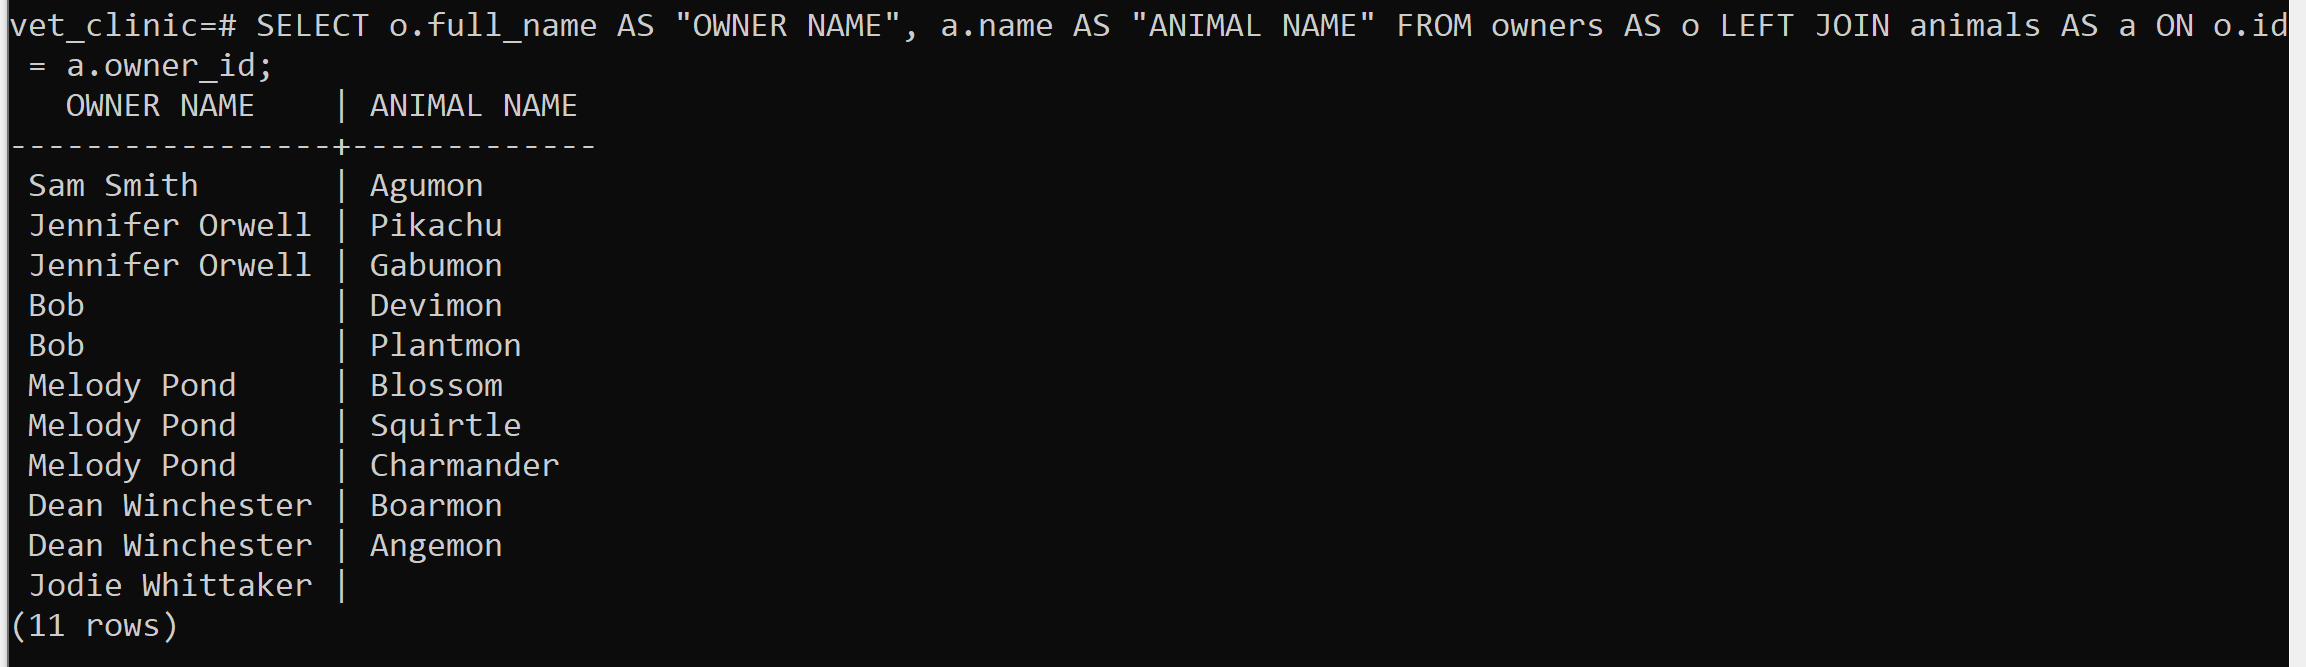 vet_clinic=# SELECT o.full_name AS "OWNER NAME", a.name AS "ANIMAL NAME" FROM owners AS o LEFT JOIN animals AS a ON o.id
 = a.owner_id;
   OWNER NAME    | ANIMAL NAME
-----------------+-------------
 Sam Smith       | Agumon
 Jennifer Orwell | Pikachu
 Jennifer Orwell | Gabumon
 Bob             | Devimon
 Bob             | Plantmon
 Melody Pond     | Blossom
 Melody Pond     | Squirtle
 Melody Pond     | Charmander
 Dean Winchester | Boarmon
 Dean Winchester | Angemon
 Jodie Whittaker |
(11 rows)